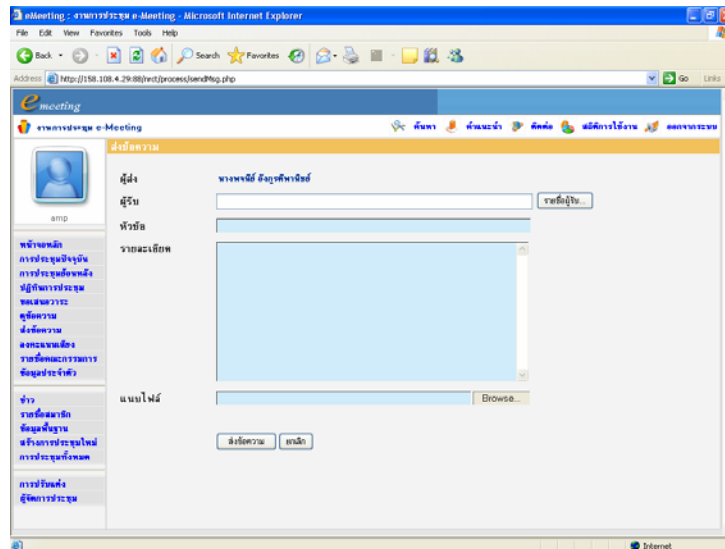 eMeeting : งานการประชุม e-Meeting - Microsoft Internet Explorer
File Edit View Favorites Tools Help
Back Search Favorites
Address http://158.108.4.29:88/nrct/process/sendMsg.php Go Links
e meeting
งานการประชุม e-Meeting ค้นหา คำแนะนำ ติดต่อ สถิติการใช้งาน ออกจากระบบ
ส่งข้อความ
amp
ผู้ส่ง
ผู้รับ รายชื่อผู้รับ...
หัวข้อ
รายละเอียด
แนบไฟล์ Browse...
ส่งข้อความ ยกเลิก
หน้าจอหลัก
การประชุมปัจจุบัน
การประชุมย้อนหลัง
ปฏิทินการประชุม
ขอเสนอวาระ
ดูข้อความ
ส่งข้อความ
ลงคะแนนเสียง
รายชื่อคณะกรรมการ
ข้อมูลประจำตัว
ข่าว
รายชื่อสมาชิก
ข้อมูลพื้นฐาน
สร้างการประชุมใหม่
การประชุมทั้งหมด
การปรับแต่ง
ผู้จัดการประชุม
Internet